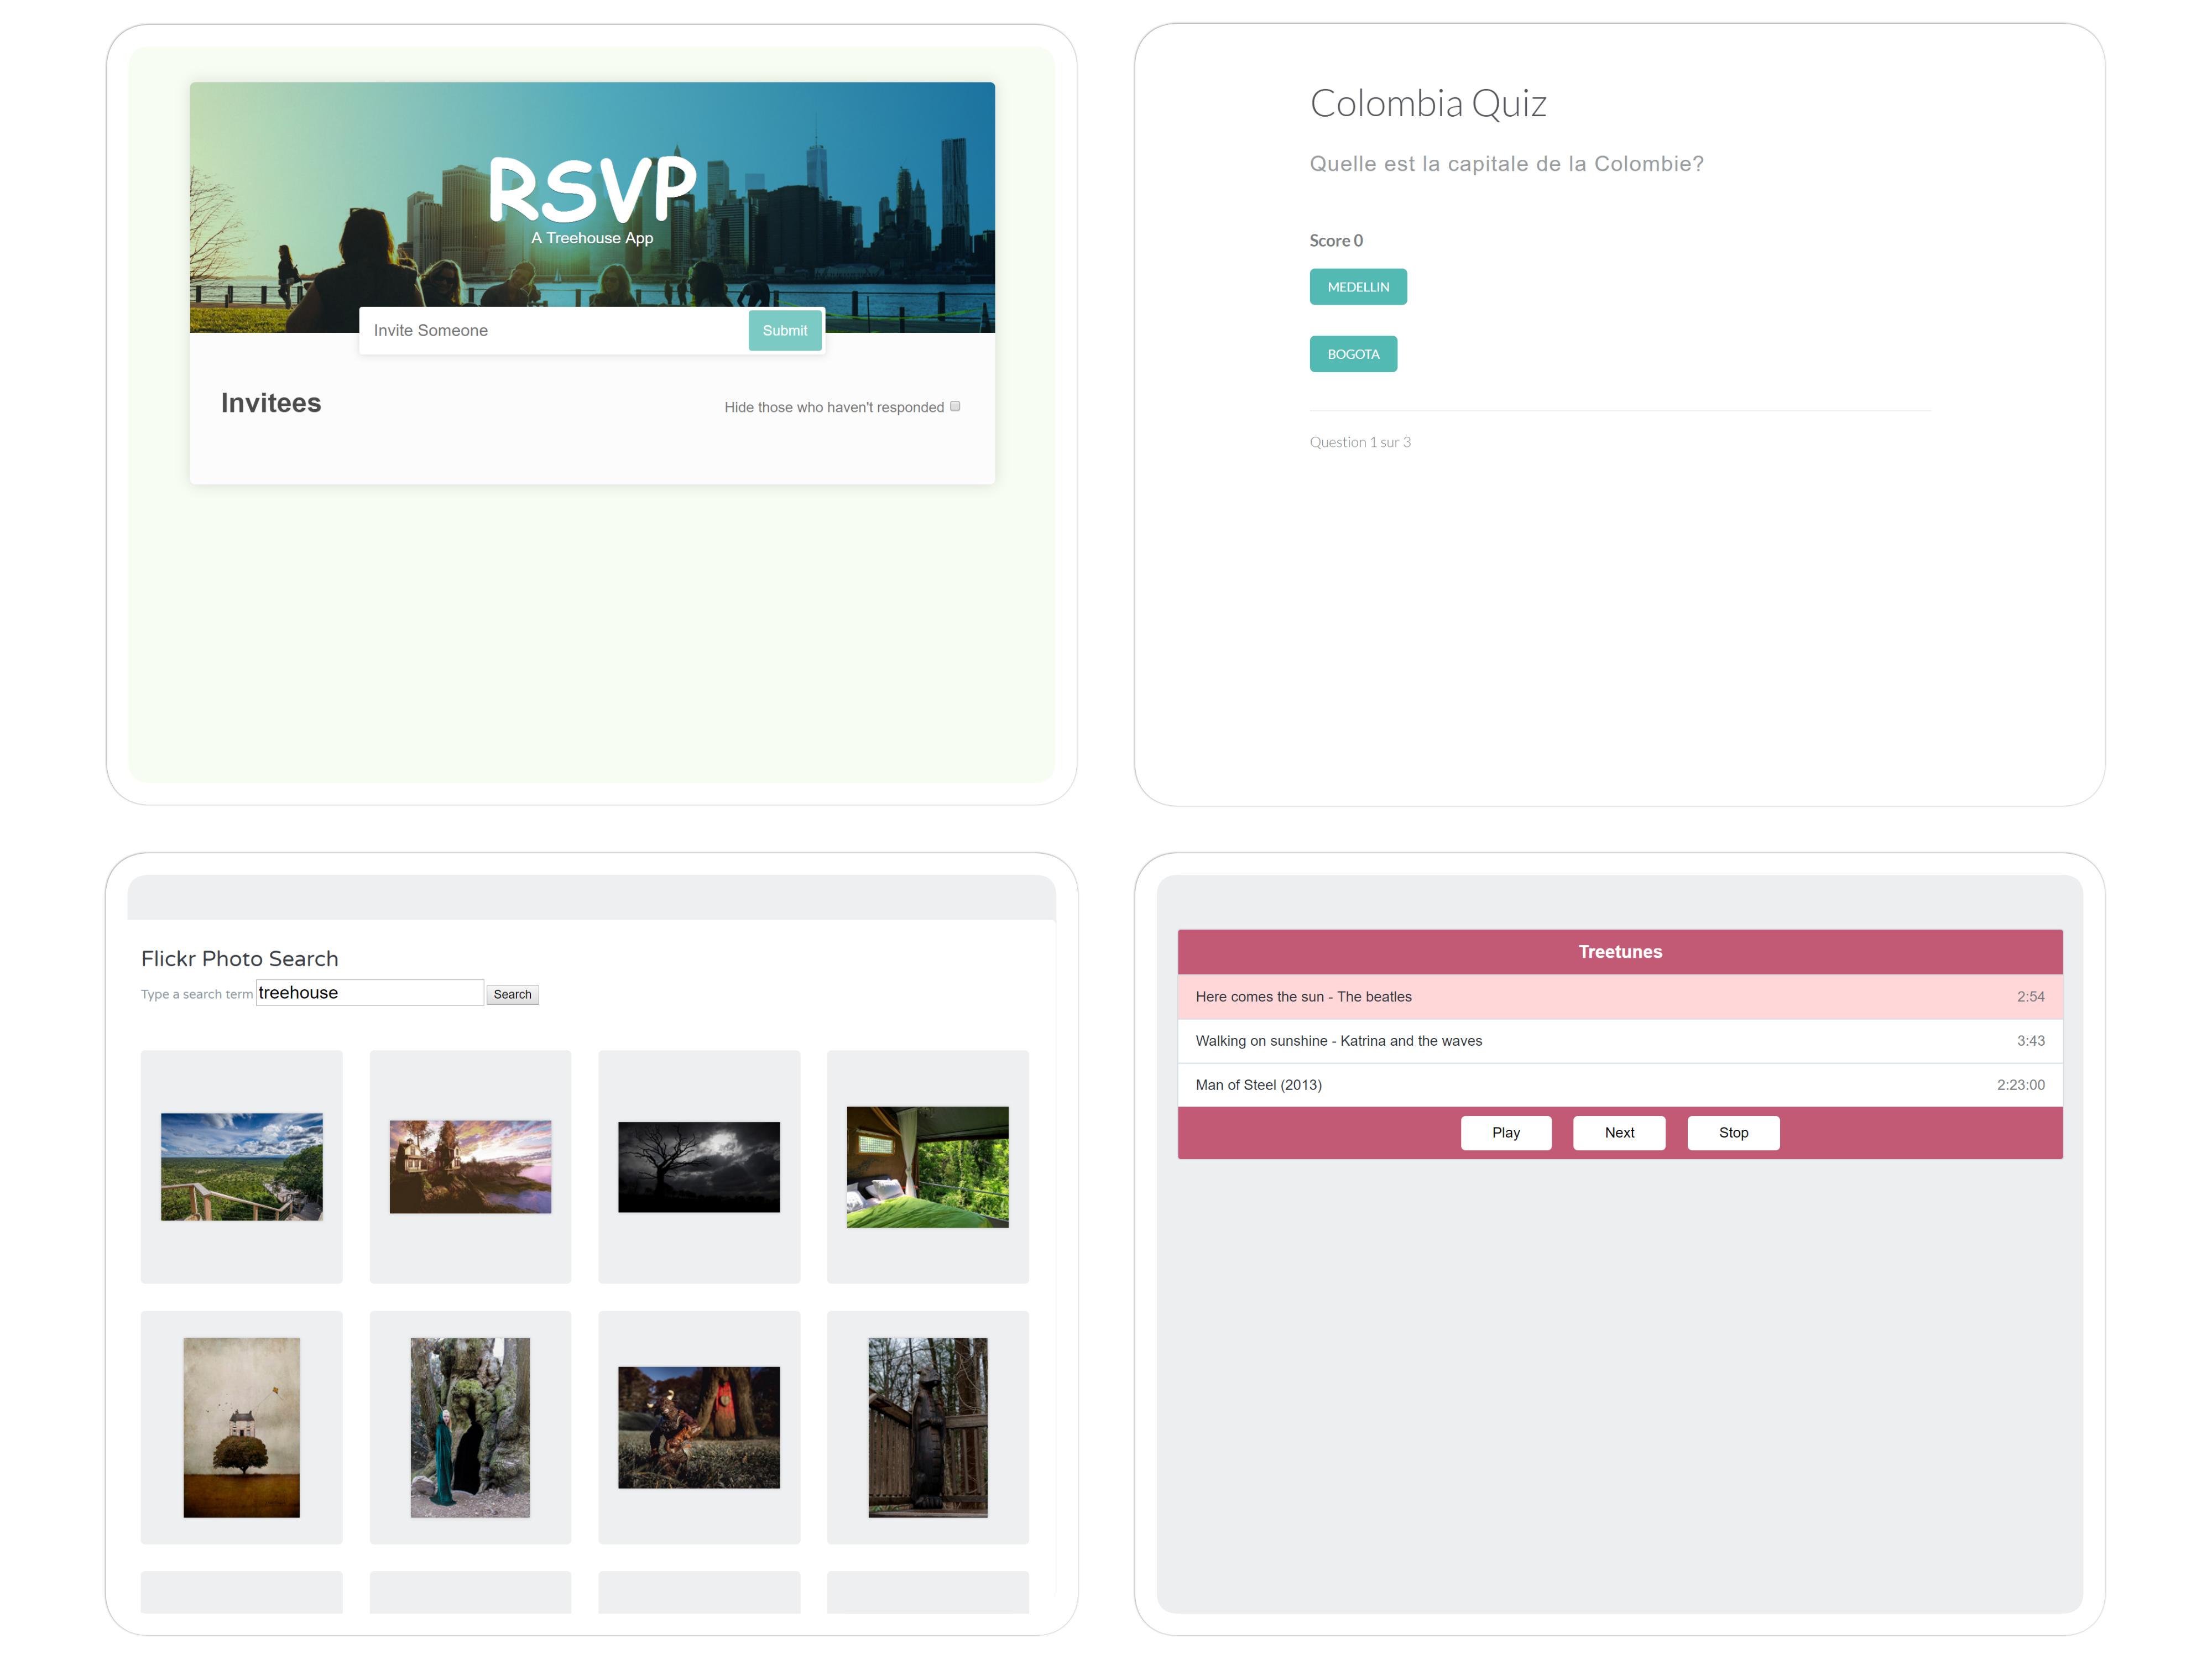 RSVP
A Treehouse App
Invite Someone
Submit
Invitees
Hide those who haven't responded
Colombia Quiz
Quelle est la capitale de la Colombie?
Score 0
MEDELLIN
BOGOTA
Question 1 sur 3
Flickr Photo Search
Type a search term treehouse Search
Treetunes
Here comes the sun - The beatles 2:54
Walking on sunshine - Katrina and the waves 3:43
Man of Steel (2013) 2:23:00
Play Next Stop